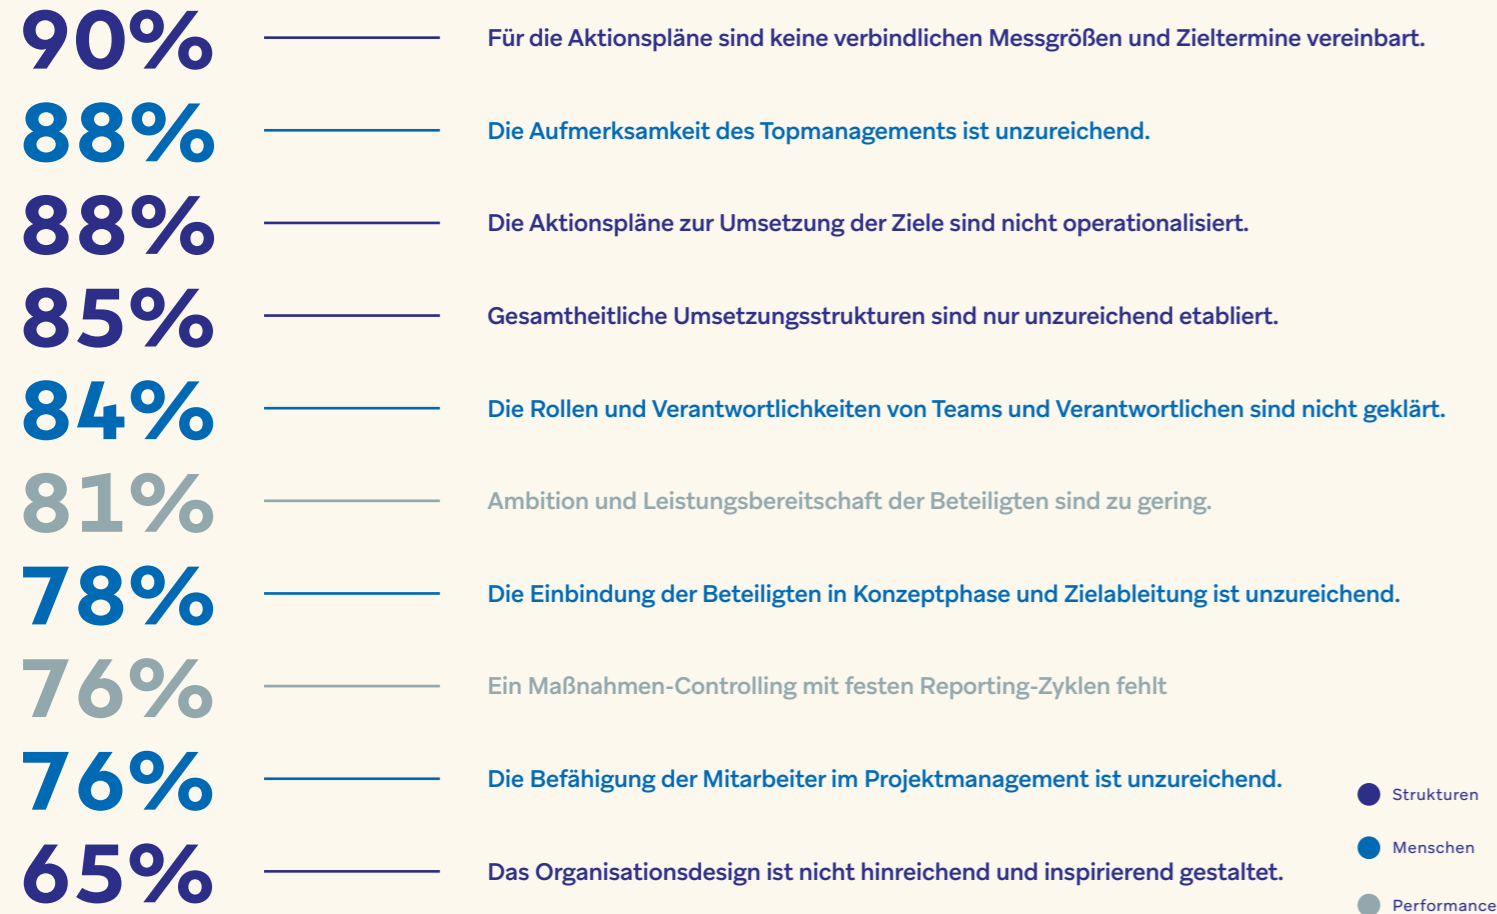 90% Für die Aktionspläne sind keine verbindlichen Messgrößen und Zieltermine vereinbart.
88% Die Aufmerksamkeit des Topmanagements ist unzureichend.
88% Die Aktionspläne zur Umsetzung der Ziele sind nicht operationalisiert.
85% Gesamtheitliche Umsetzungsstrukturen sind nur unzureichend etabliert.
84% Die Rollen und Verantwortlichkeiten von Teams und Verantwortlichen sind nicht geklärt.
81% Ambition und Leistungsbereitschaft der Beteiligten sind zu gering.
78% Die Einbindung der Beteiligten in Konzeptphase und Zielableitung ist unzureichend.
76% Ein Maßnahmen-Controlling mit festen Reporting-Zyklen fehlt
76% Die Befähigung der Mitarbeiter im Projektmanagement ist unzureichend.
65% Das Organisationsdesign ist nicht hinreichend und inspirierend gestaltet.
Strukturen
Menschen
Performance